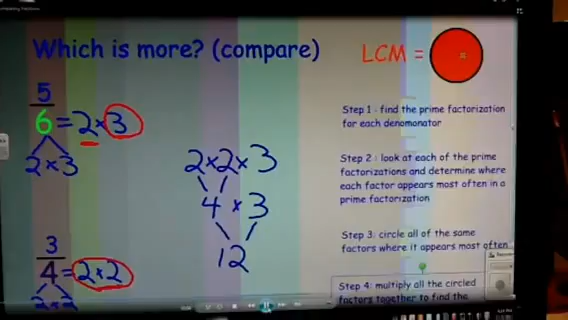 Which is more? (compare)
LCM =
5
6 = 2 × 3
2 × 3
2 × 2 × 3
4 × 3
12
3
4 = 2 × 2
2 × 2
Step 1 : find the prime factorization
for each denomonator
Step 2 : look at each of the prime
factorizations and determine where
each factor appears most often in a
prime factorization
Step 3: circle all of the same
factors where it appears most often
Step 4: multiply all the circled
factors together to find the